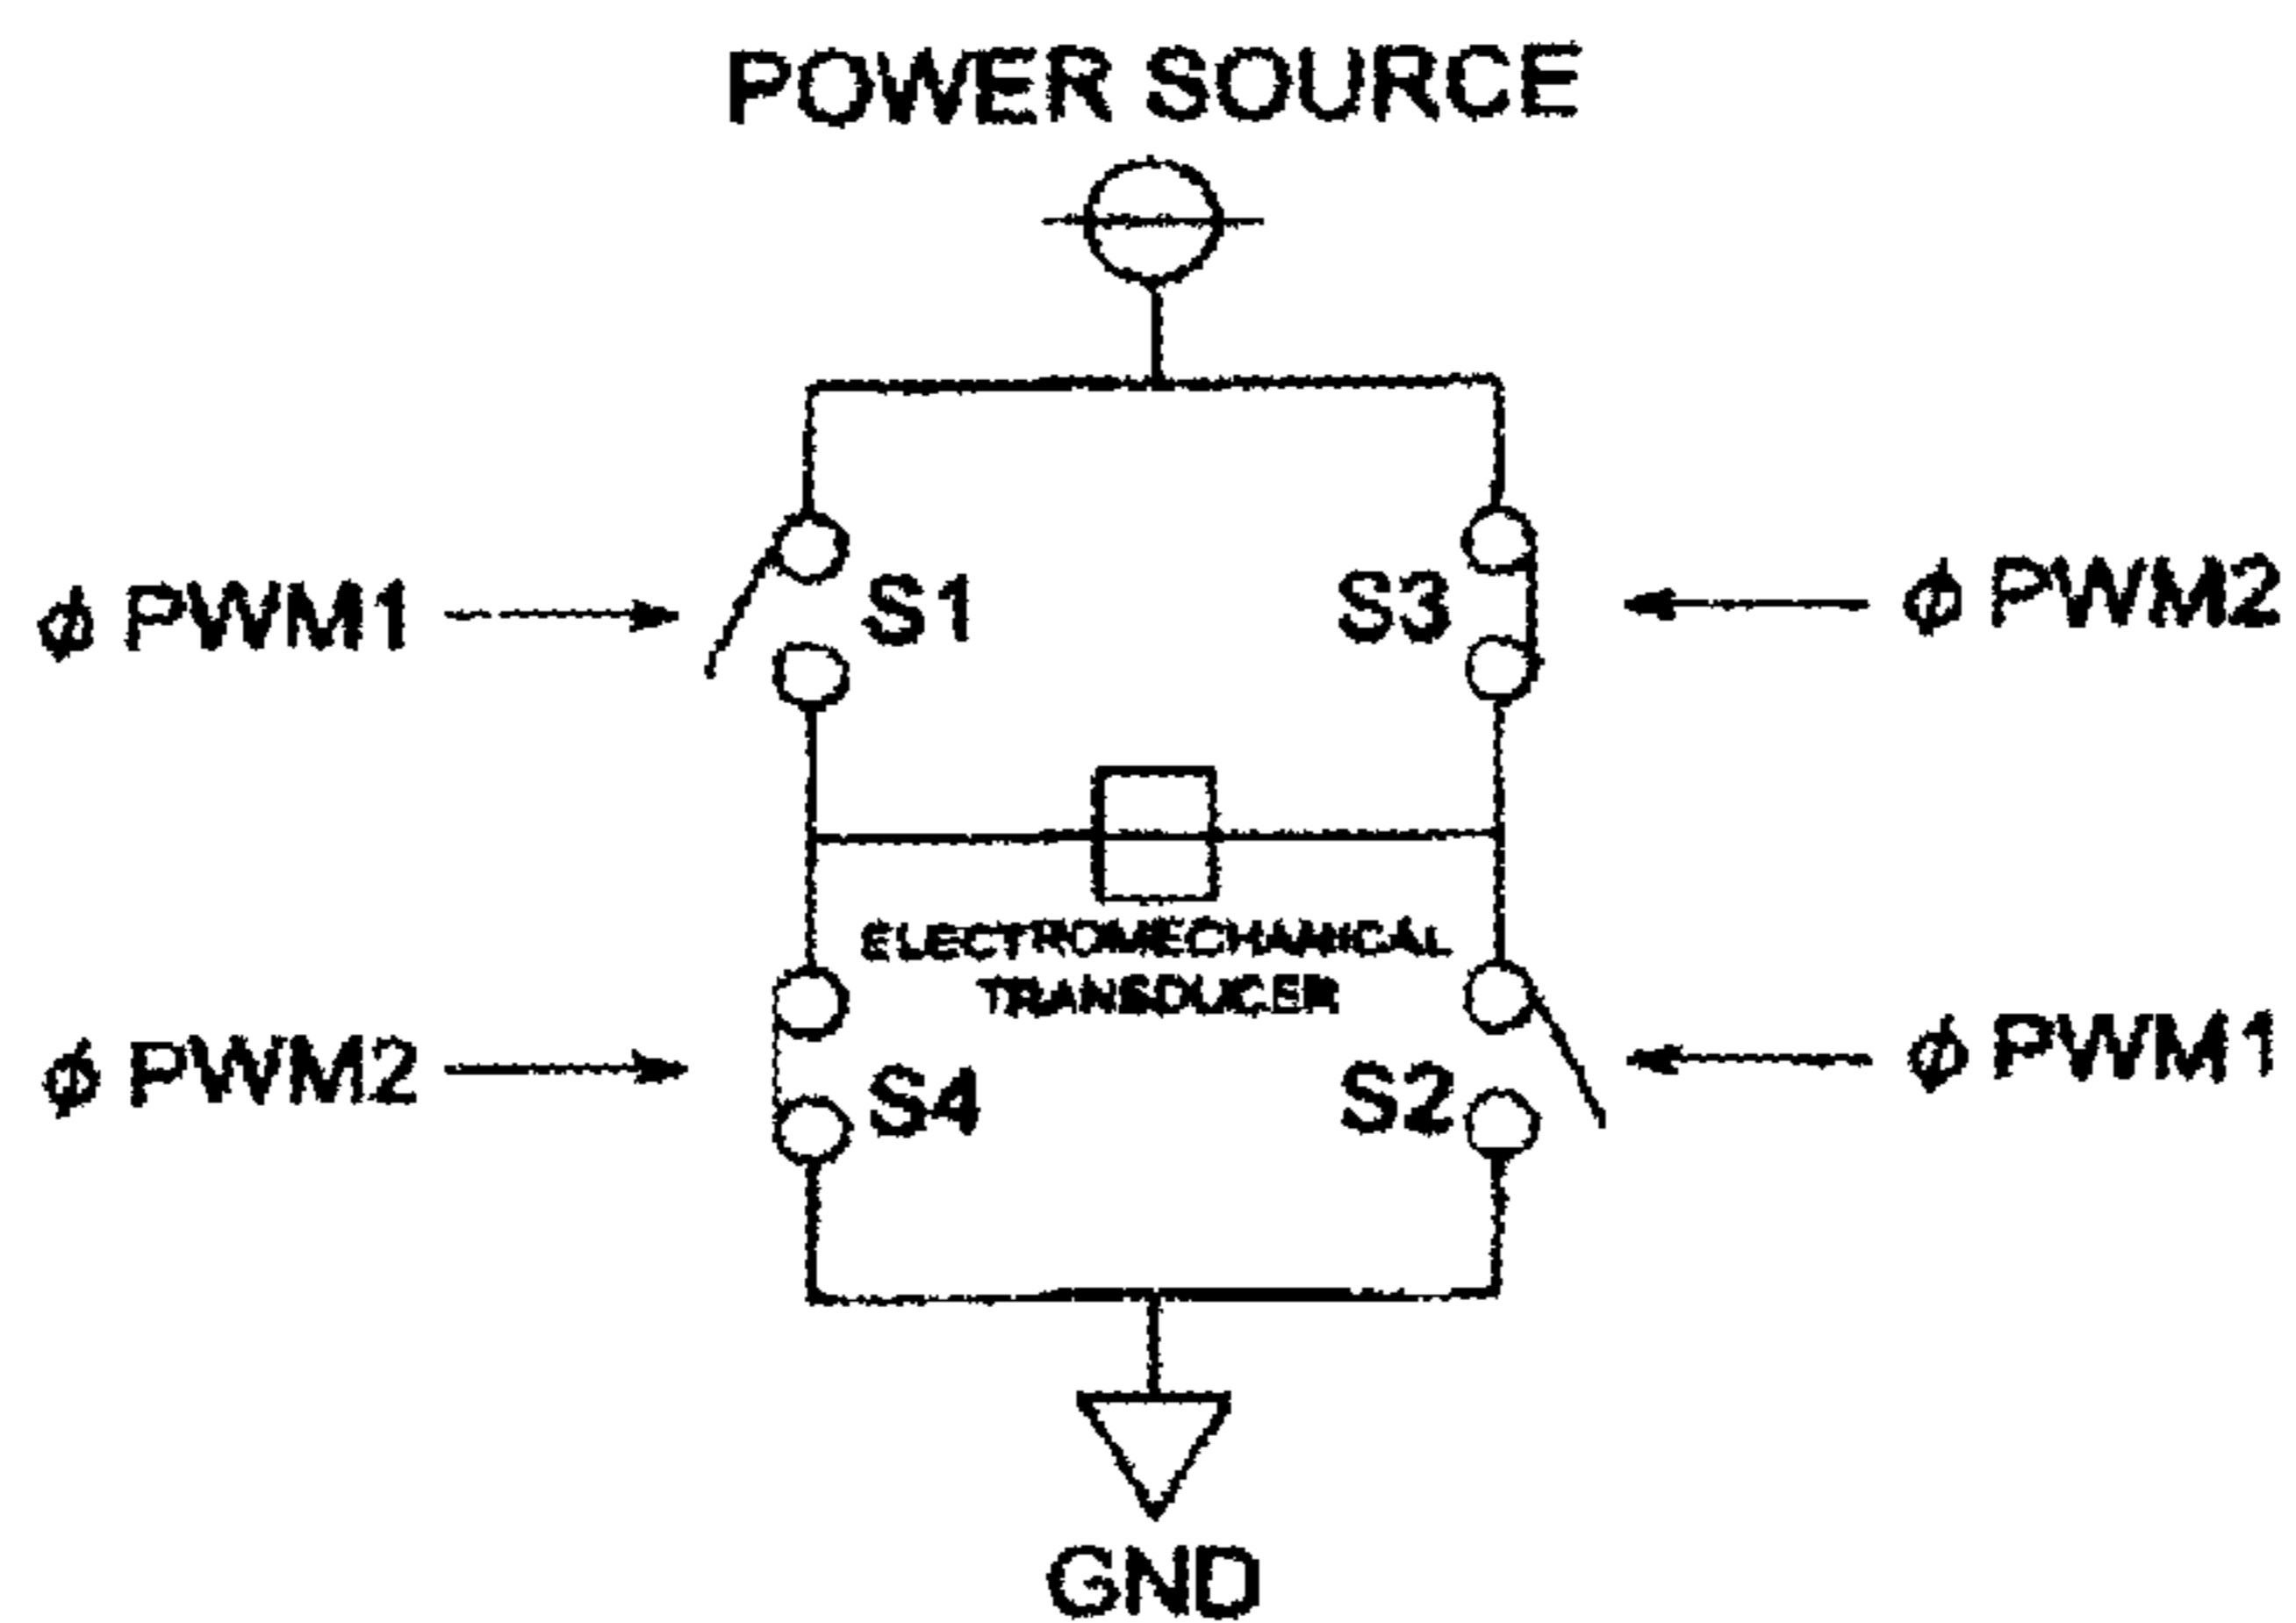 POWER SOURCE
ø PWM1
S1
S3
ø PWM2
ELECTROMECHANICAL
TRANSDUCER
ø PWM2
S4
S2
ø PWM1
GND